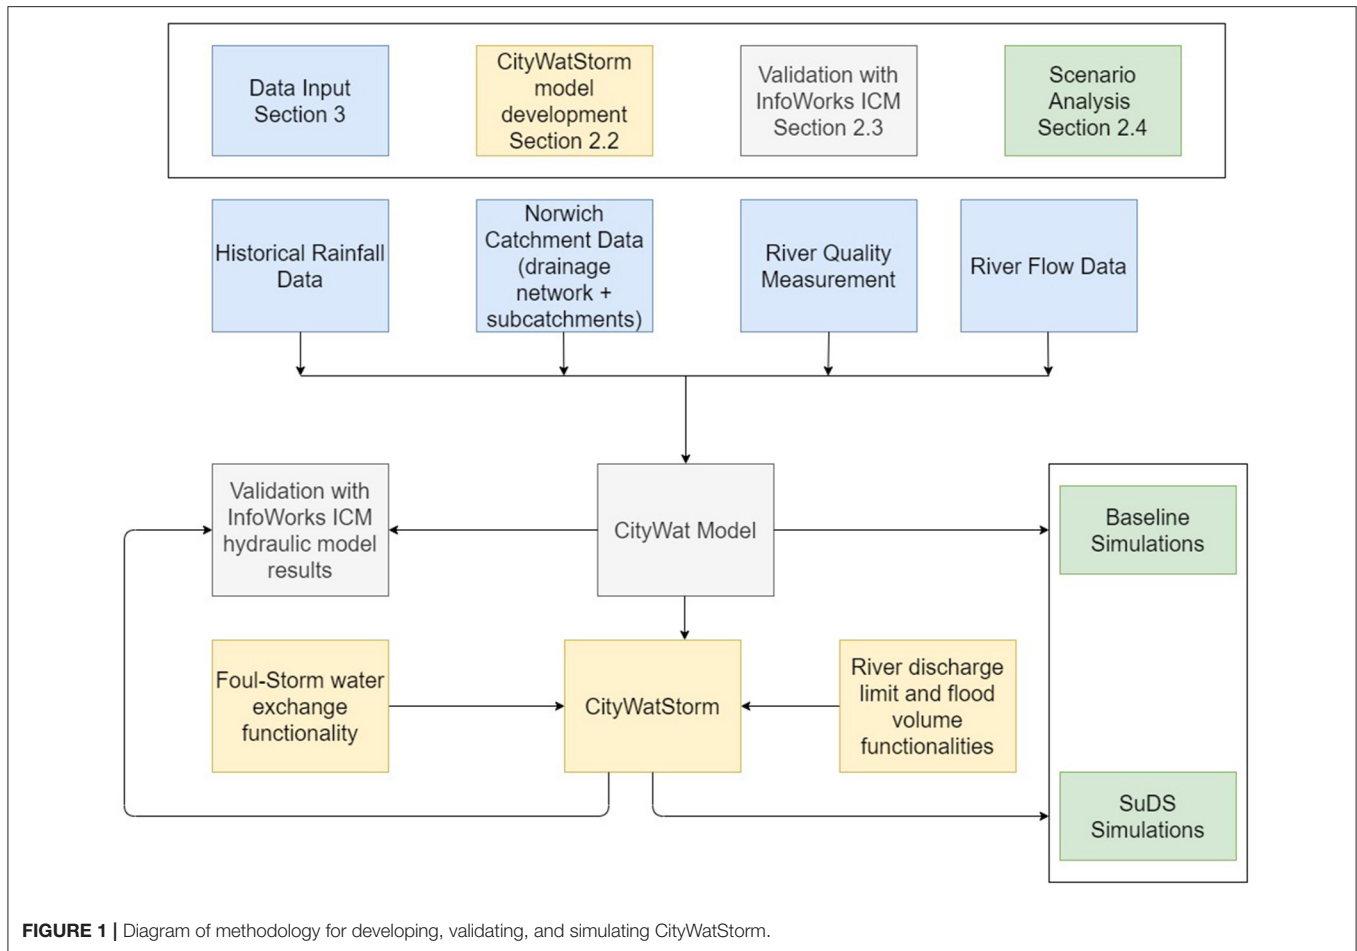 Data Input
Section 3
CityWatStorm
model
development
Section 2.2
Validation with
InfoWorks ICM
Section 2.3
Scenario
Analysis
Section 2.4
Historical Rainfall
Data
Norwich
Catchment Data
(drainage
network +
subcatchments)
River Quality
Measurement
River Flow Data
Validation with
InfoWorks ICM
hydraulic model
results
CityWat Model
Baseline
Simulations
Foul-Storm water
exchange
functionality
CityWatStorm
River discharge
limit and flood
volume
functionalities
SuDS
Simulations
FIGURE 1 | Diagram of methodology for developing, validating, and simulating CityWatStorm.